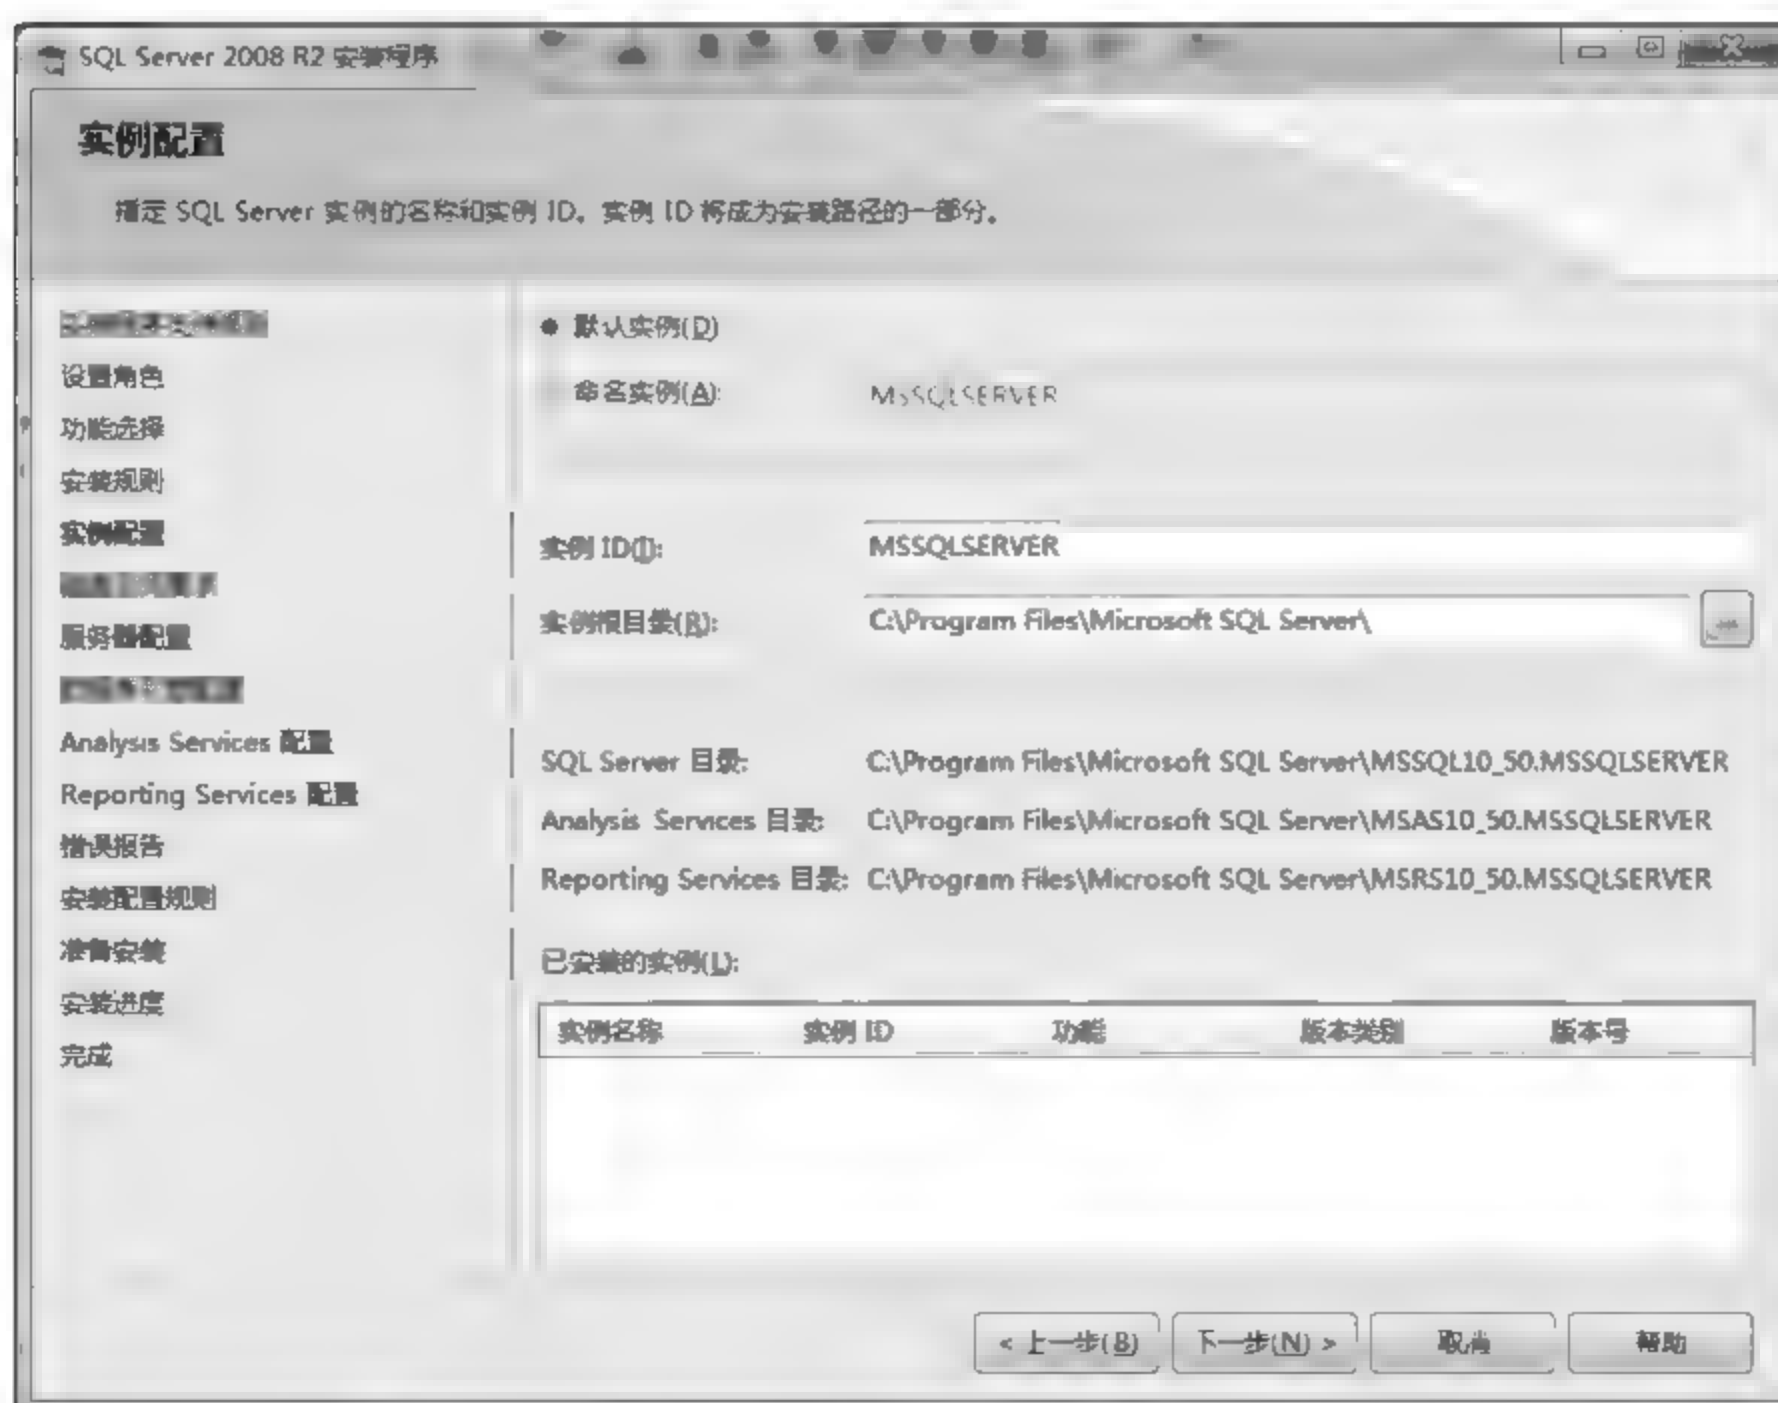 SQL Server 2008 R2 安装程序
实例配置
指定 SQL Server 实例的名称和实例 ID。实例 ID 将成为安装路径的一部分。
设置角色
功能选择
安装规则
实例配置
服务器配置
Analysis Services 配置
Reporting Services 配置
错误报告
安装配置规则
准备安装
安装进度
完成
默认实例(D)
命名实例(A): MSSQLSERVER
实例 ID(I): MSSQLSERVER
实例根目录(R): C:\Program Files\Microsoft SQL Server\ ...
SQL Server 目录: C:\Program Files\Microsoft SQL Server\MSSQL10_50.MSSQLSERVER
Analysis Services 目录: C:\Program Files\Microsoft SQL Server\MSAS10_50.MSSQLSERVER
Reporting Services 目录: C:\Program Files\Microsoft SQL Server\MSRS10_50.MSSQLSERVER
已安装的实例(L):
实例名称 实例 ID 功能 版本类别 版本号
< 上一步(B) 下一步(N) > 取消 帮助